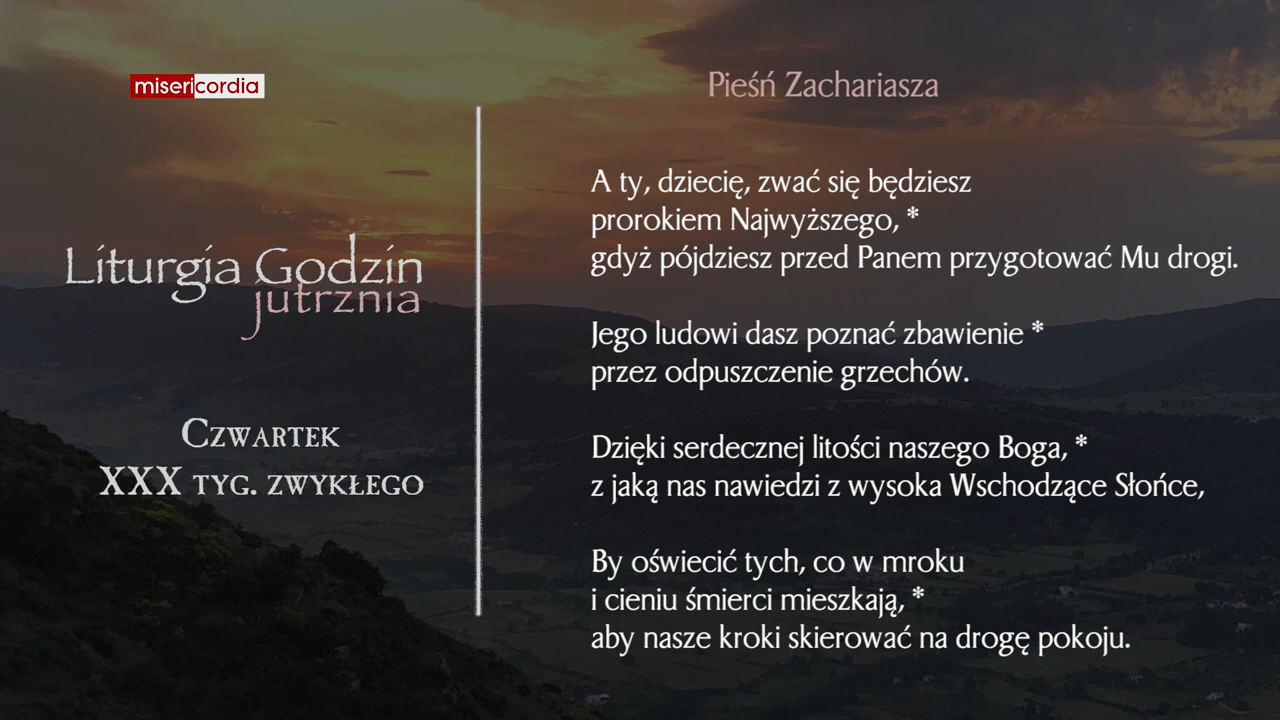 misericordia
Liturgia Godzin
jutrznia
Czwartek
XXX tyg. zwykłego
Pieśń Zachariasza
A ty, dziecię, zwać się będziesz
prorokiem Najwyższego, *
gdyż pójdziesz przed Panem przygotować Mu drogi.
Jego ludowi dasz poznać zbawienie *
przez odpuszczenie grzechów.
Dzięki serdecznej litości naszego Boga, *
z jaką nas nawiedzi z wysoka Wschodzące Słońce,
By oświecić tych, co w mroku
i cieniu śmierci mieszkają, *
aby nasze kroki skierować na drogę pokoju.